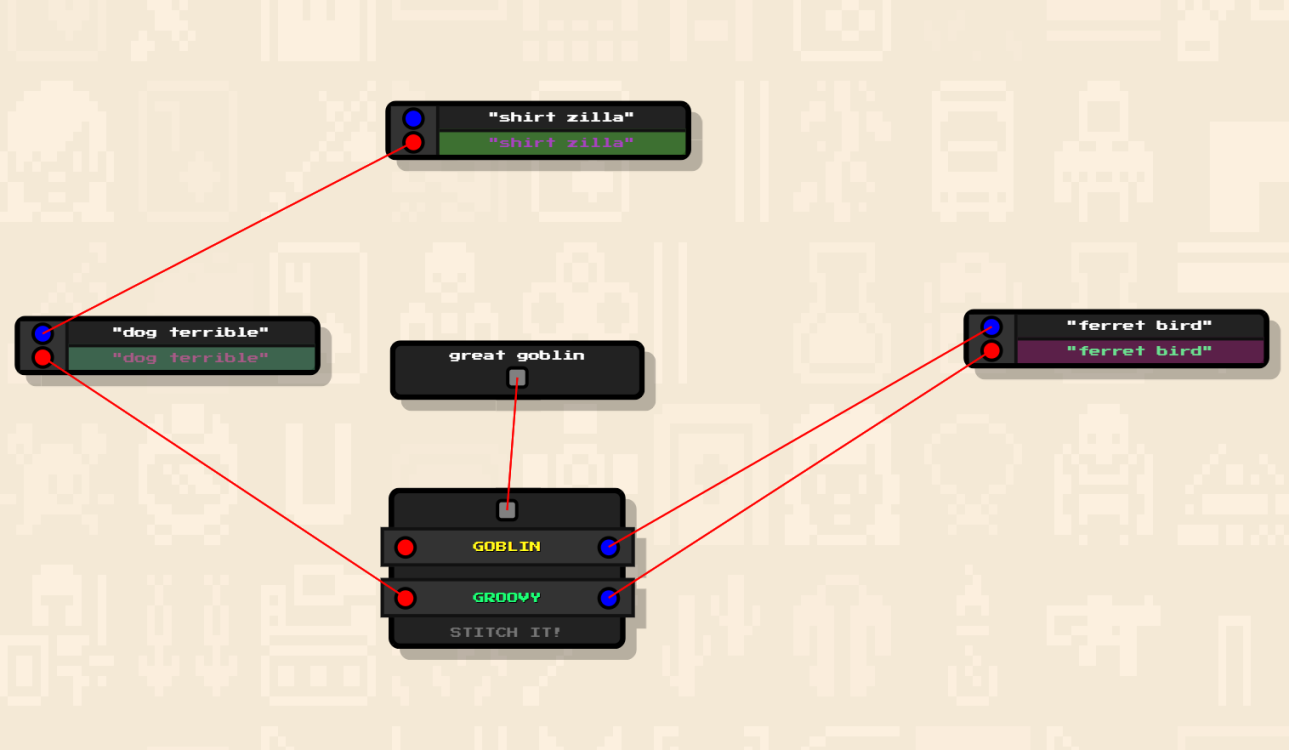 "shirt zilla"
"shirt zilla"
"dog terrible"
"dog terrible"
great goblin
"ferret bird"
"ferret bird"
GOBLIN
GROOVY
STITCH IT!